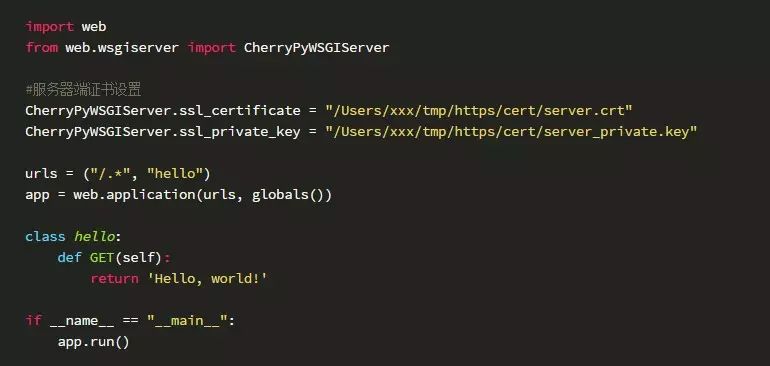 import web
from web.wsgiserver import CherryPyWSGIServer
#服务器端证书设置
CherryPyWSGIServer.ssl_certificate = "/Users/xxx/tmp/https/cert/server.crt"
CherryPyWSGIServer.ssl_private_key = "/Users/xxx/tmp/https/cert/server_private.key"
urls = ("/.*", "hello")
app = web.application(urls, globals())
class hello:
    def GET(self):
        return 'Hello, world!'
if __name__ == "__main__":
    app.run()